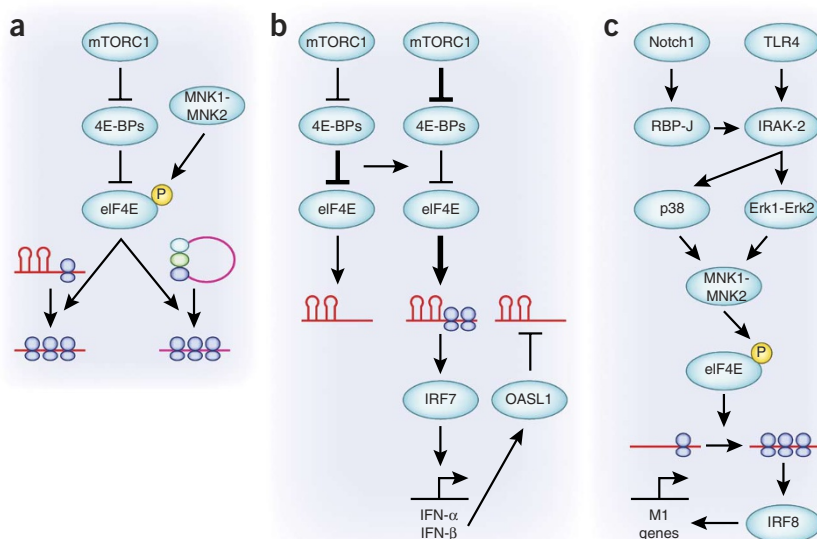 a
mTORC1
MNK1-
MNK2
4E-BPs
P
eIF4E
b
mTORC1
mTORC1
4E-BPs
4E-BPs
eIF4E
eIF4E
IRF7
OASL1
IFN-α
IFN-β
c
Notch1
TLR4
RBP-J
IRAK-2
p38
Erk1-Erk2
MNK1-
MNK2
P
eIF4E
M1
genes
IRF8